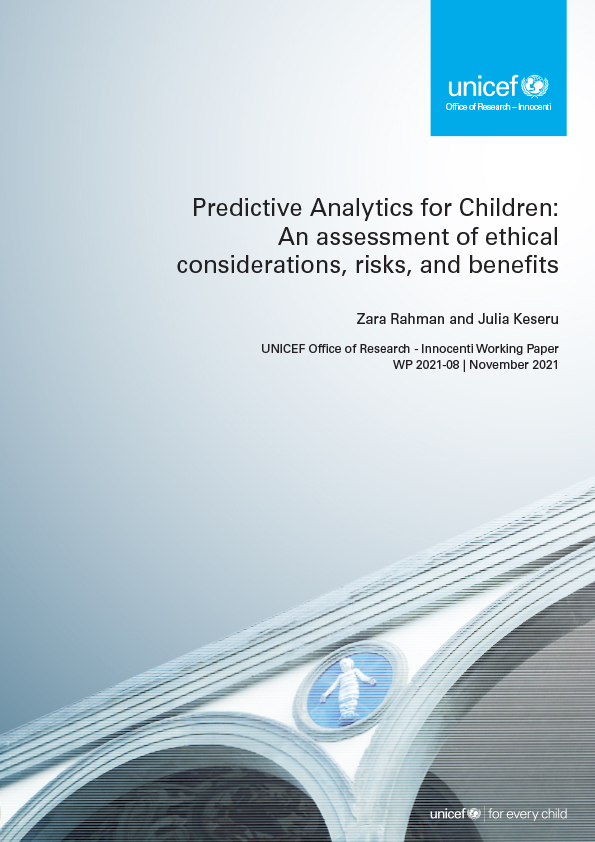 unicef
Office of Research – Innocenti
Predictive Analytics for Children:
An assessment of ethical
considerations, risks, and benefits
Zara Rahman and Julia Keseru
UNICEF Office of Research - Innocenti Working Paper
WP 2021-08 | November 2021
unicef | for every child